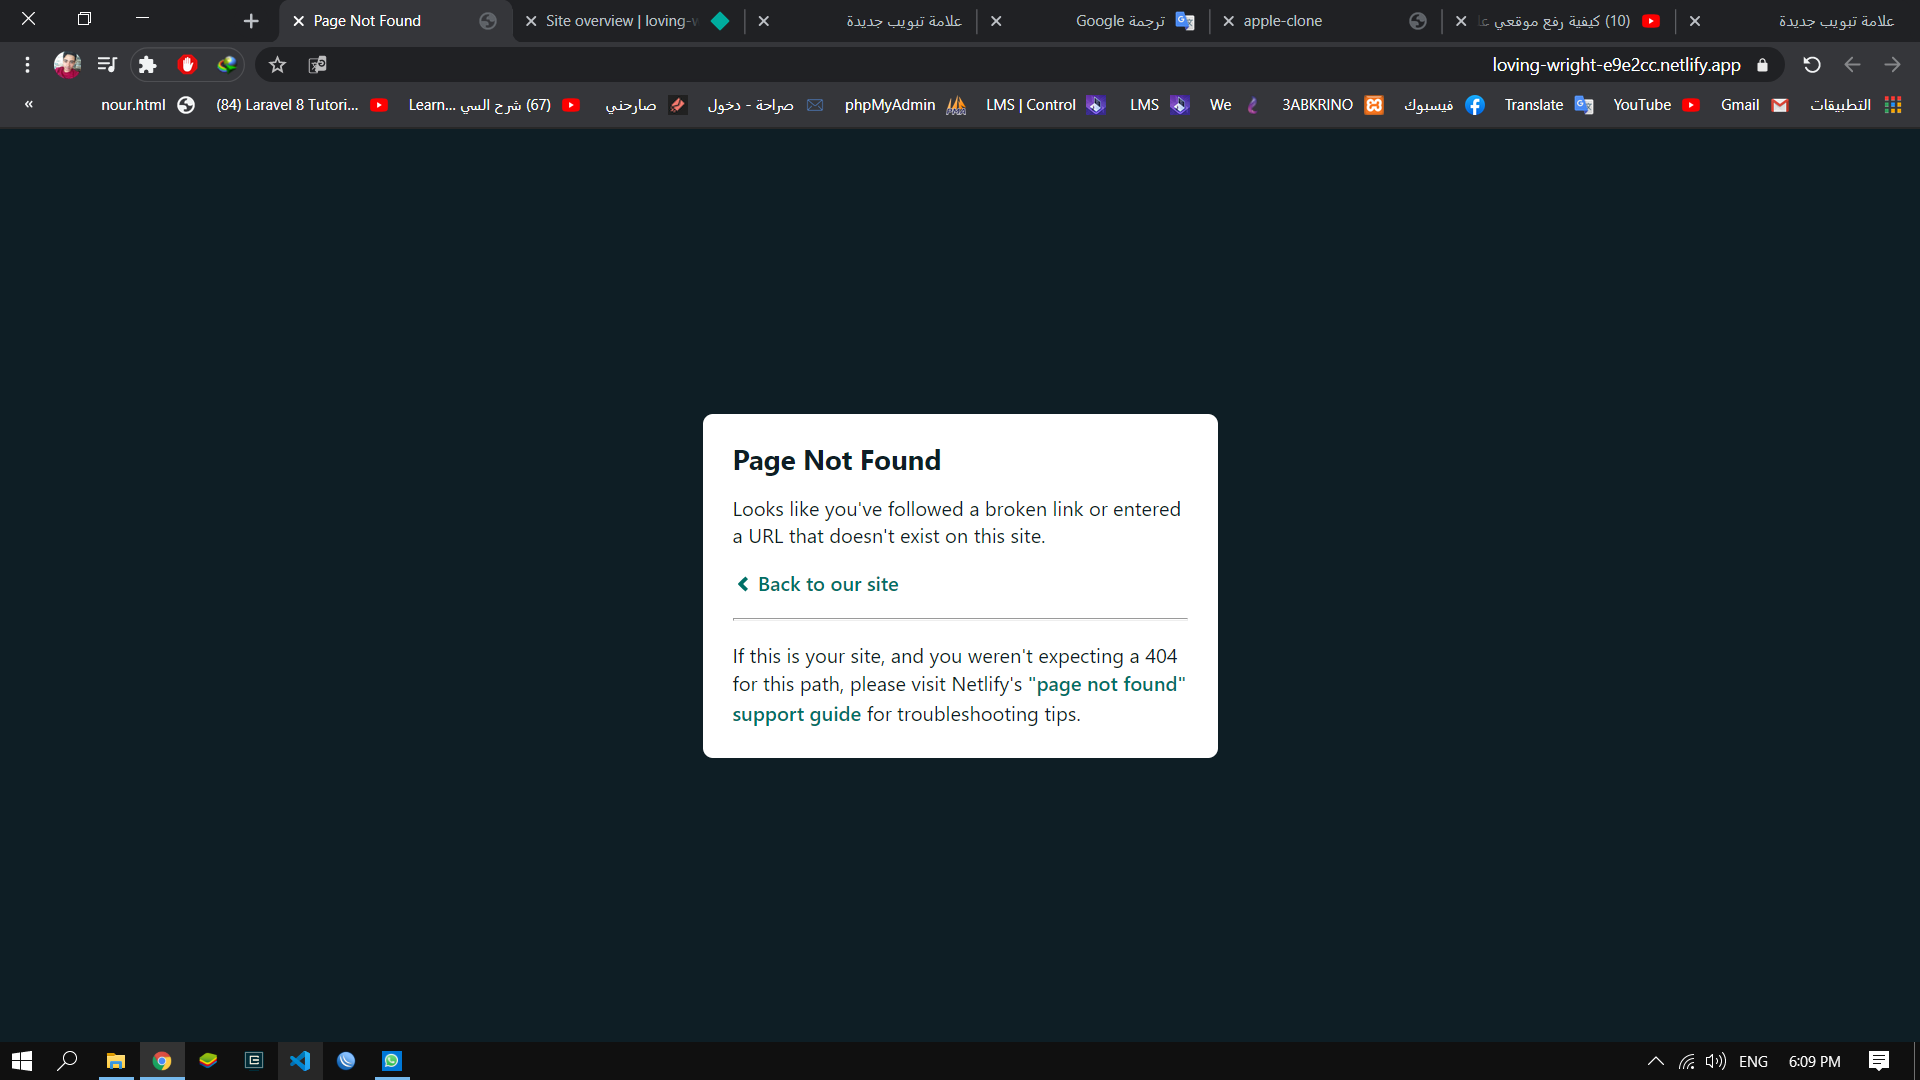 Page Not Found
Site overview | loving-w
علامة تبويب جديدة
ترجمة Google
apple-clone
(10) كيفية رفع موقعي عل
علامة تبويب جديدة
loving-wright-e9e2cc.netlify.app
«
nour.html
(84) Laravel 8 Tutori...
Learn... شرح السي (67)
صارحني
صراحة - دخول
phpMyAdmin
LMS | Control
LMS
We
3ABKRINO
فيسبوك
Translate
YouTube
Gmail
التطبيقات
Page Not Found
Looks like you've followed a broken link or entered
a URL that doesn't exist on this site.
Back to our site
If this is your site, and you weren't expecting a 404
for this path, please visit Netlify's "page not found"
support guide for troubleshooting tips.
ENG
6:09 PM